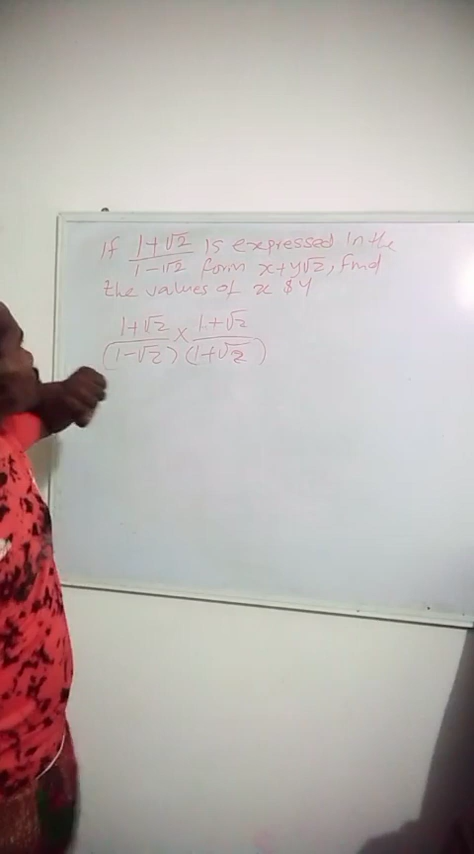 If 1+√2 / 1-√2 is expressed in the
form x+y√2, find
the values of x & y
1+√2 / (1-√2) × 1+√2 / (1+√2)